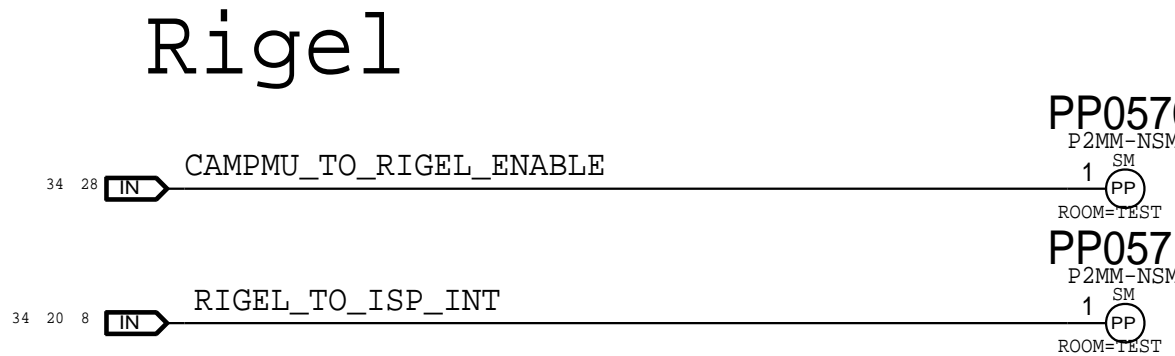 Rigel
PP0570
P2MM-NSM
CAMPMU_TO_RIGEL_ENABLE
1
SM
34 28 IN
PP
ROOM=TEST
PP057
P2MM-NSM
RIGEL_TO_ISP_INT
1
SM
34 20 8 IN
PP
ROOM=TEST